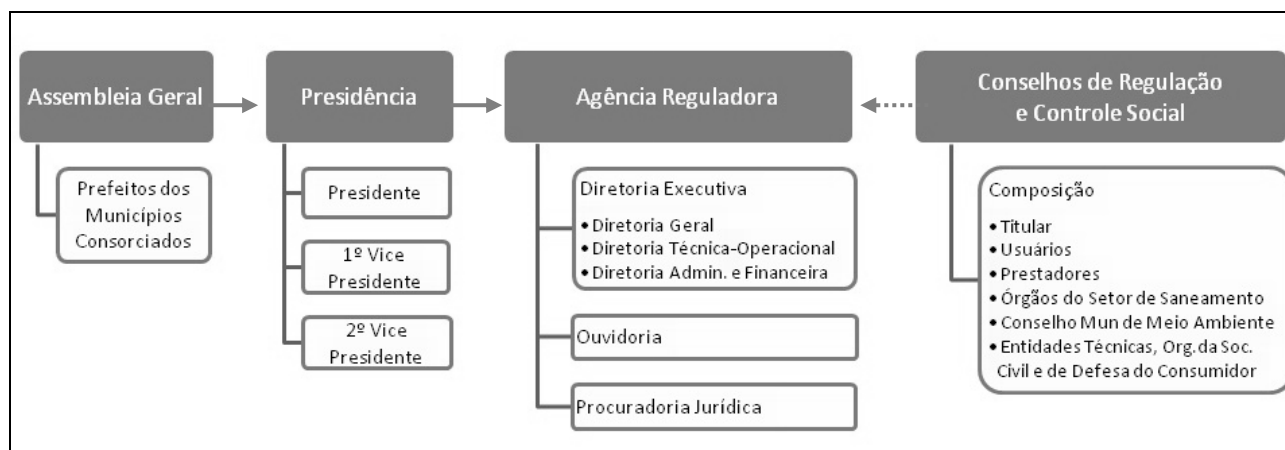 Assembleia Geral
Prefeitos dos
Municípios
Consorciados
Presidência
Presidente
1º Vice
Presidente
2º Vice
Presidente
Agência Reguladora
Diretoria Executiva
• Diretoria Geral
• Diretoria Técnica-Operacional
• Diretoria Admin. e Financeira
Ouvidoria
Procuradoria Jurídica
Conselhos de Regulação
e Controle Social
Composição
• Titular
• Usuários
• Prestadores
• Órgãos do Setor de Saneamento
• Conselho Mun de Meio Ambiente
• Entidades Técnicas, Org.da Soc.
Civil e de Defesa do Consumidor